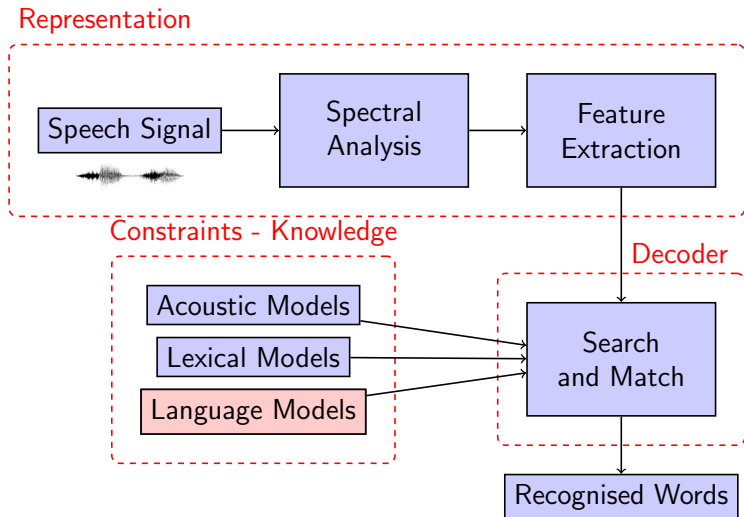 Representation
Speech Signal
Spectral
Analysis
Feature
Extraction
Constraints - Knowledge
Decoder
Acoustic Models
Lexical Models
Language Models
Search
and Match
Recognised Words